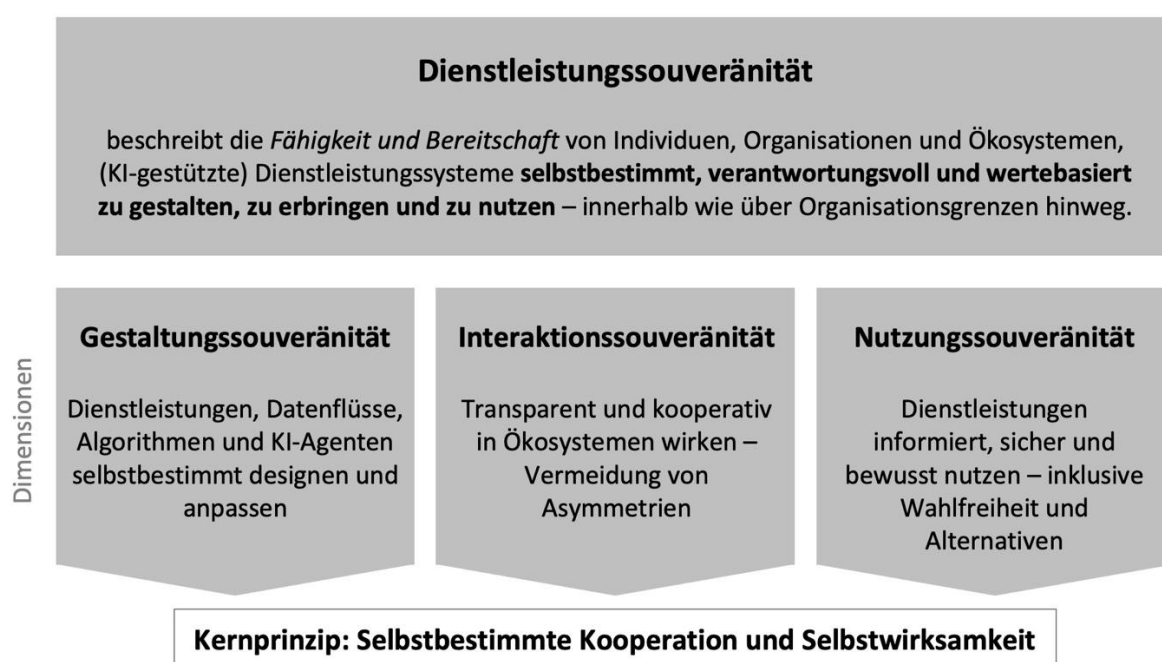 Dienstleistungssouveränität
beschreibt die Fähigkeit und Bereitschaft von Individuen, Organisationen und Ökosystemen,
(KI-gestützte) Dienstleistungssysteme selbstbestimmt, verantwortungsvoll und wertebasiert
zu gestalten, zu erbringen und zu nutzen – innerhalb wie über Organisationsgrenzen hinweg.
Dimensionen
Gestaltungssouveränität
Dienstleistungen, Datenflüsse,
Algorithmen und KI-Agenten
selbstbestimmt designen und
anpassen
Interaktionssouveränität
Transparent und kooperativ
in Ökosystemen wirken –
Vermeidung von
Asymmetrien
Nutzungssouveränität
Dienstleistungen
informiert, sicher und
bewusst nutzen – inklusive
Wahlfreiheit und
Alternativen
Kernprinzip: Selbstbestimmte Kooperation und Selbstwirksamkeit